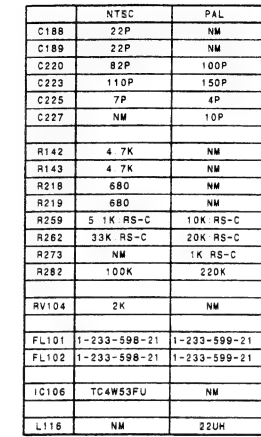 NTSC PAL
C188 22P NM
C189 22P NM
C220 82P 100P
C223 110P 150P
C225 7P 4P
C227 NM 10P
R142 4.7K NM
R143 4.7K NM
R218 680 NM
R219 680 NM
R259 5.1K RS-C 10K RS-C
R262 33K RS-C 20K RS-C
R273 NM 1K RS-C
R282 100K 220K
RV104 2K NM
FL101 1-233-598-21 1-233-599-21
FL102 1-233-598-21 1-233-599-21
IC106 TC4W53FU NM
L116 NM 22UH